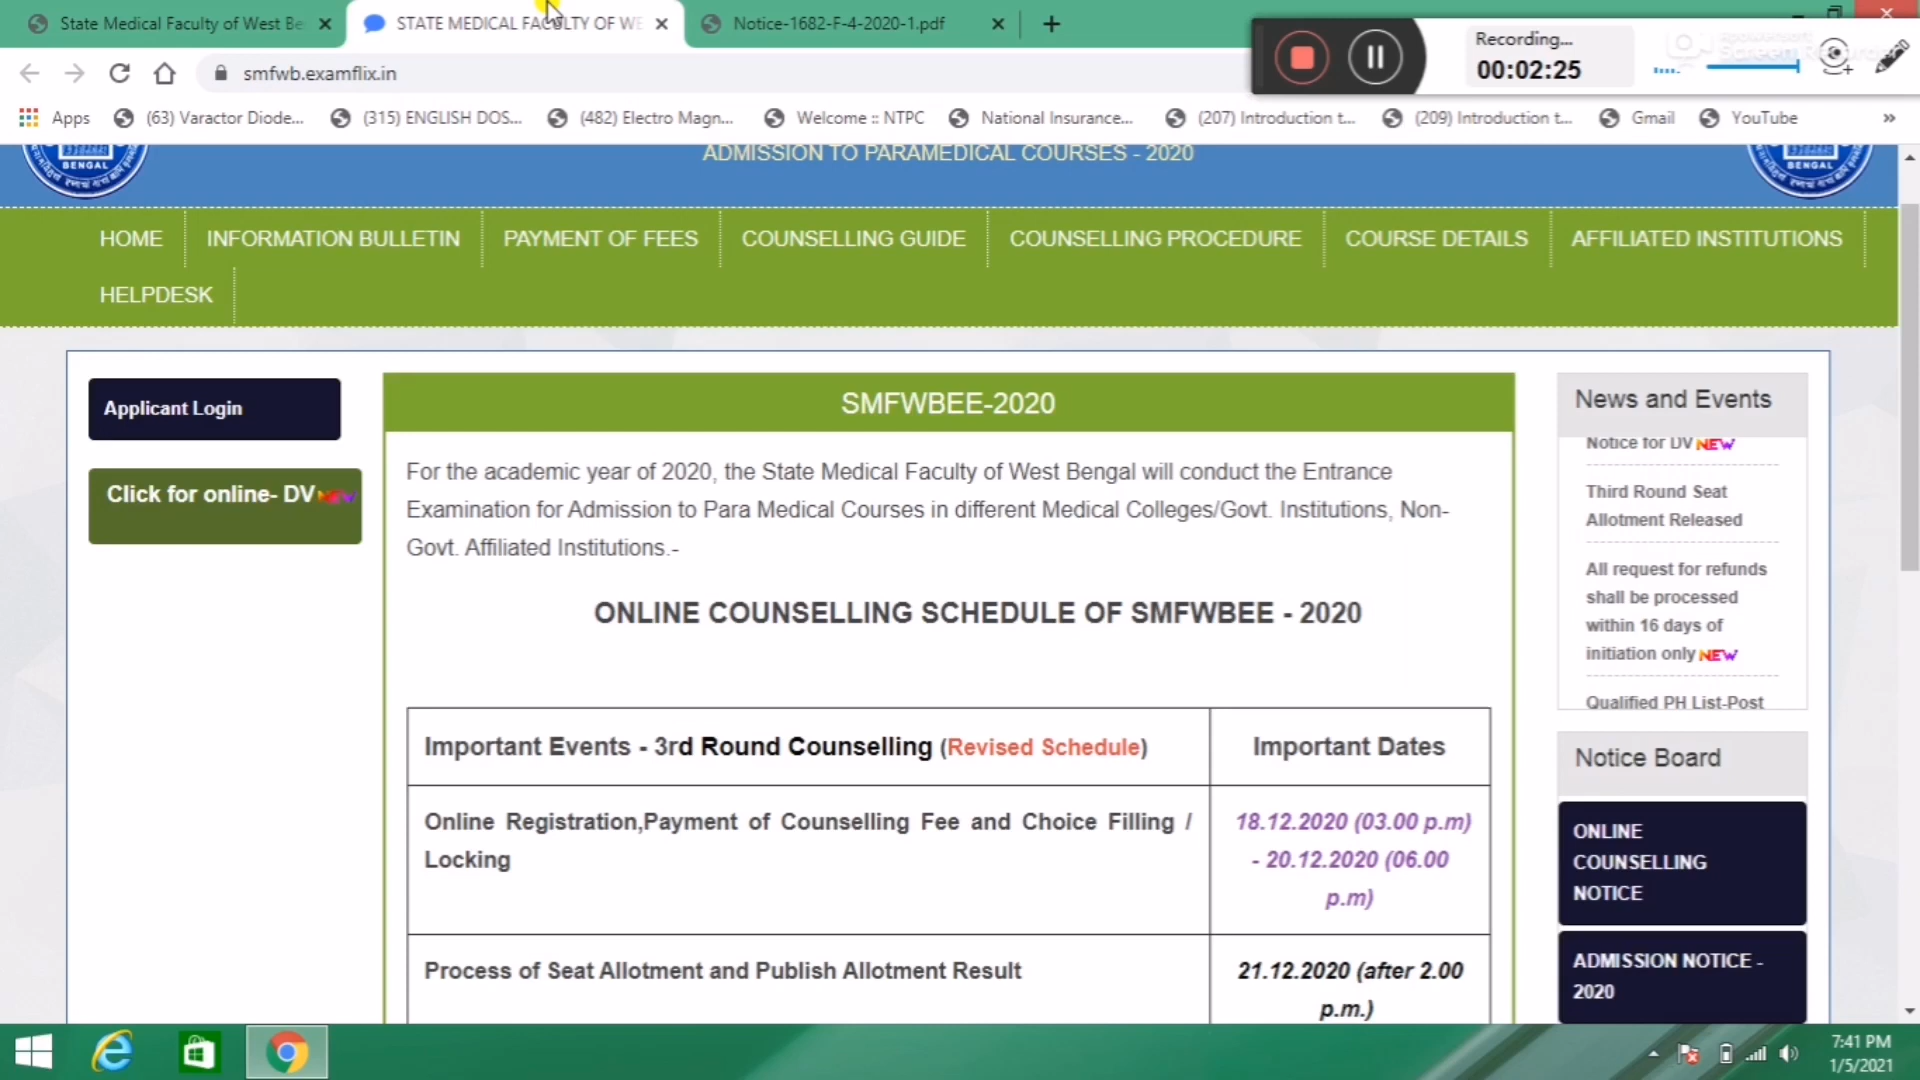 State Medical Faculty of West Be
STATE MEDICAL FACULTY OF WE
Notice-1682-F-4-2020-1.pdf
Recording...
00:02:25
smfwb.examflix.in
Apps
(63) Varactor Diode...
(315) ENGLISH DOS...
(482) Electro Magn...
Welcome :: NTPC
National Insurance...
(207) Introduction t...
(209) Introduction t...
Gmail
YouTube
»
BENGAL
ADMISSION TO PARAMEDICAL COURSES - 2020
BENGAL
HOME
INFORMATION BULLETIN
PAYMENT OF FEES
COUNSELLING GUIDE
COUNSELLING PROCEDURE
COURSE DETAILS
AFFILIATED INSTITUTIONS
HELPDESK
Applicant Login
Click for online- DV NEW
SMFWBEE-2020
For the academic year of 2020, the State Medical Faculty of West Bengal will conduct the Entrance
Examination for Admission to Para Medical Courses in different Medical Colleges/Govt. Institutions, Non-
Govt. Affiliated Institutions.-
ONLINE COUNSELLING SCHEDULE OF SMFWBEE - 2020
Important Events - 3rd Round Counselling (Revised Schedule)
Important Dates
Online Registration,Payment of Counselling Fee and Choice Filling /
Locking
18.12.2020 (03.00 p.m)
- 20.12.2020 (06.00
p.m)
Process of Seat Allotment and Publish Allotment Result
21.12.2020 (after 2.00
p.m.)
News and Events
Notice for DV NEW
Third Round Seat
Allotment Released
All request for refunds
shall be processed
within 16 days of
initiation only NEW
Qualified PH List-Post
Notice Board
ONLINE
COUNSELLING
NOTICE
ADMISSION NOTICE -
2020
7:41 PM
1/5/2021